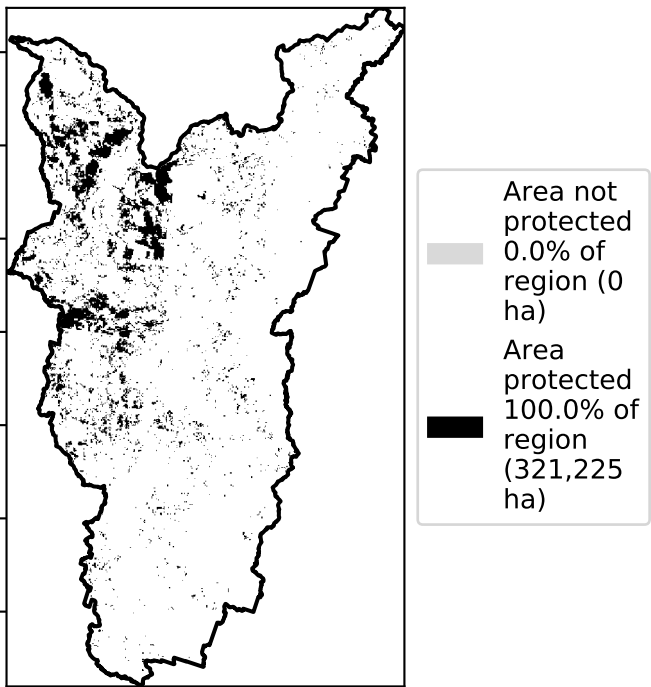 Area not
protected
0.0% of
region (0
ha)
Area
protected
100.0% of
region
(321,225
ha)